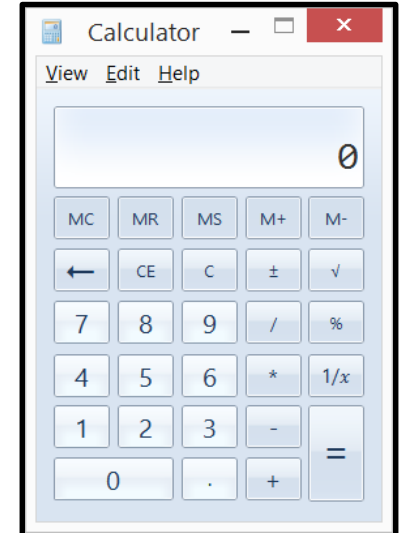 Calculator
View Edit Help
0
MC MR MS M+ M-
← CE C ± √
7 8 9 / %
4 5 6 * 1/x
1 2 3 - =
0 . +